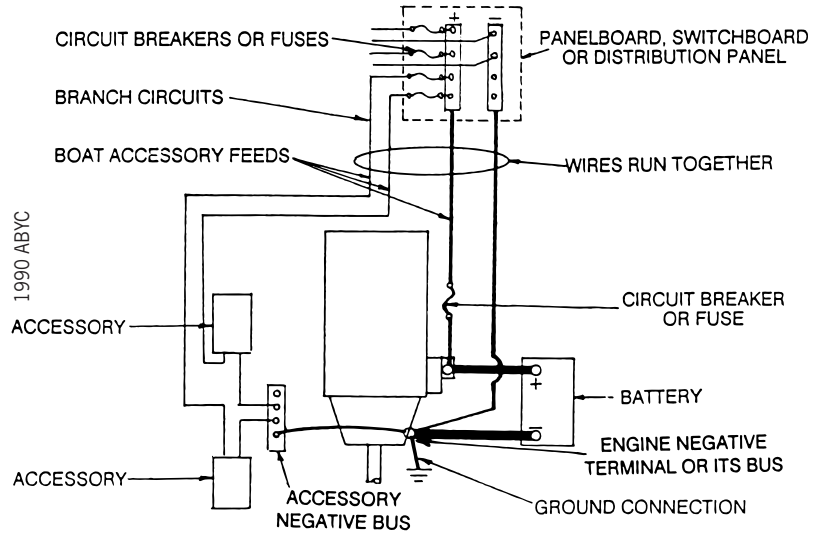 CIRCUIT BREAKERS OR FUSES
+
−
PANELBOARD, SWITCHBOARD
OR DISTRIBUTION PANEL
BRANCH CIRCUITS
BOAT ACCESSORY FEEDS
WIRES RUN TOGETHER
1990 ABYC
CIRCUIT BREAKER
OR FUSE
ACCESSORY
+
BATTERY
−
ENGINE NEGATIVE
TERMINAL OR ITS BUS
ACCESSORY
ACCESSORY
NEGATIVE BUS
GROUND CONNECTION